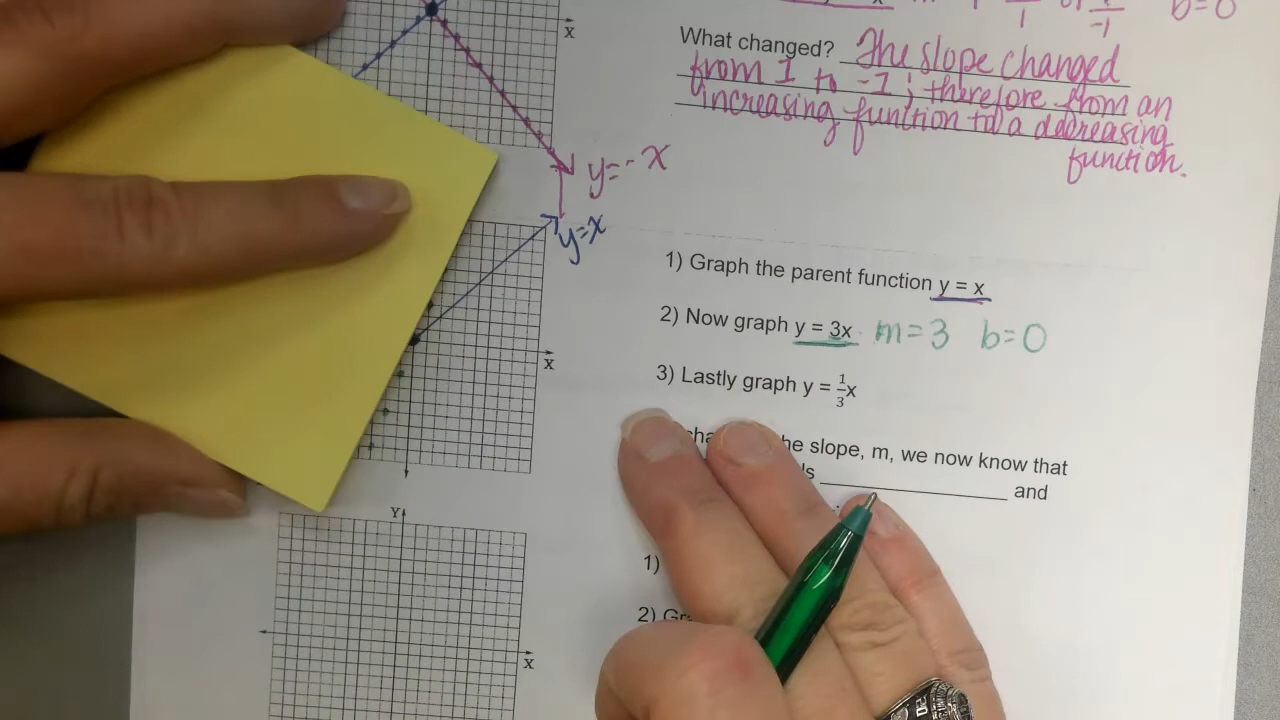 b=0
x
What changed? The slope changed
from 1 to -1; therefore from an
increasing function to a decreasing
function.
y=-x
y=x
1) Graph the parent function y = x
2) Now graph y = 3x m=3 b=0
x
3) Lastly graph y = 1/3x
he slope, m, we now know that
and
Y
1)
2) Gr
x